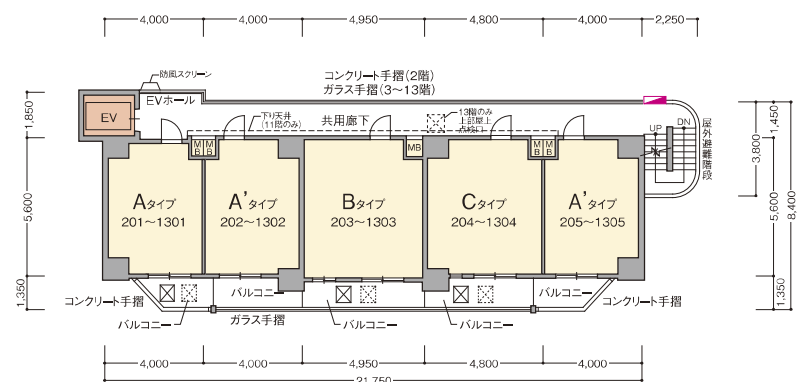 4,000
4,000
4,950
4,800
4,000
2,250
防風スクリーン
コンクリート手摺(2階)
ガラス手摺(3〜13階)
EVホール
EV
下り天井
(11階のみ)
共用廊下
13階のみ
上部屋上
点検口
UP
DN
屋外避難階段
MB
MB
MB
MB
MB
Aタイプ
201〜1301
A'タイプ
202〜1302
Bタイプ
203〜1303
Cタイプ
204〜1304
A'タイプ
205〜1305
1,850
5,600
1,350
1,450
3,800
5,600
8,400
1,350
コンクリート手摺
バルコニー
バルコニー
コンクリート手摺
バルコニー
ガラス手摺
バルコニー
バルコニー
4,000
4,000
4,950
4,800
4,000
21,750